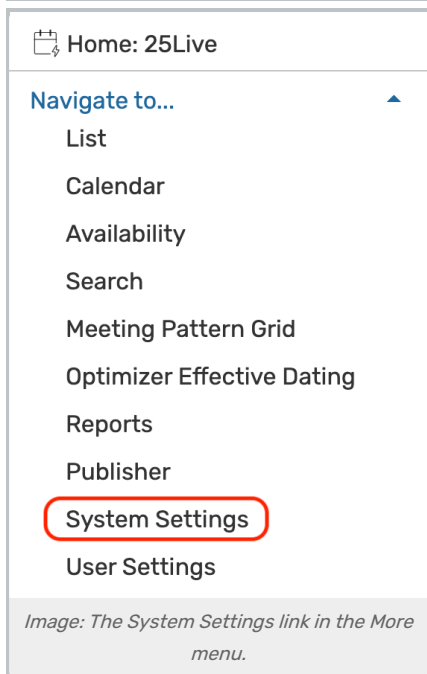 Home: 25Live
Navigate to...
List
Calendar
Availability
Search
Meeting Pattern Grid
Optimizer Effective Dating
Reports
Publisher
System Settings
User Settings
Image: The System Settings link in the More
menu.